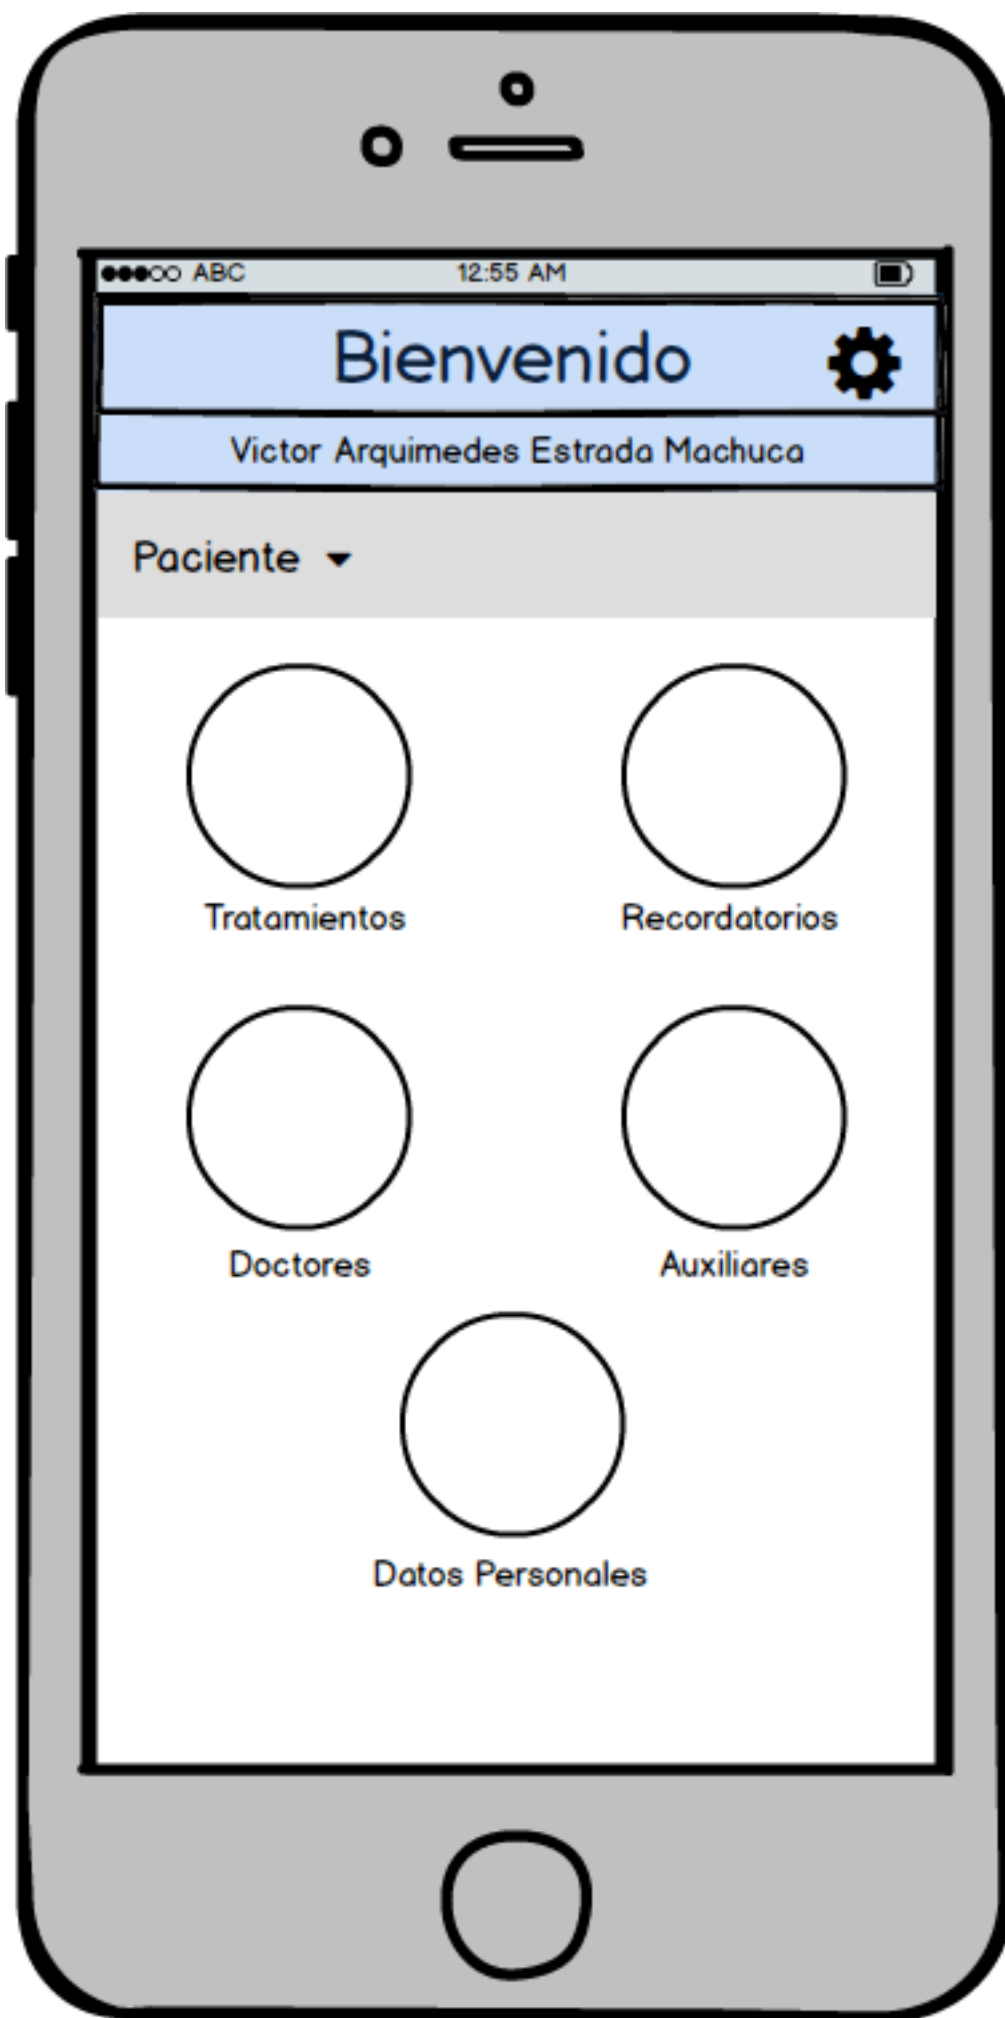 ABC 12:55 AM
Bienvenido
Victor Arquimedes Estrada Machuca
Paciente
Tratamientos Recordatorios
Doctores Auxiliares
Datos Personales